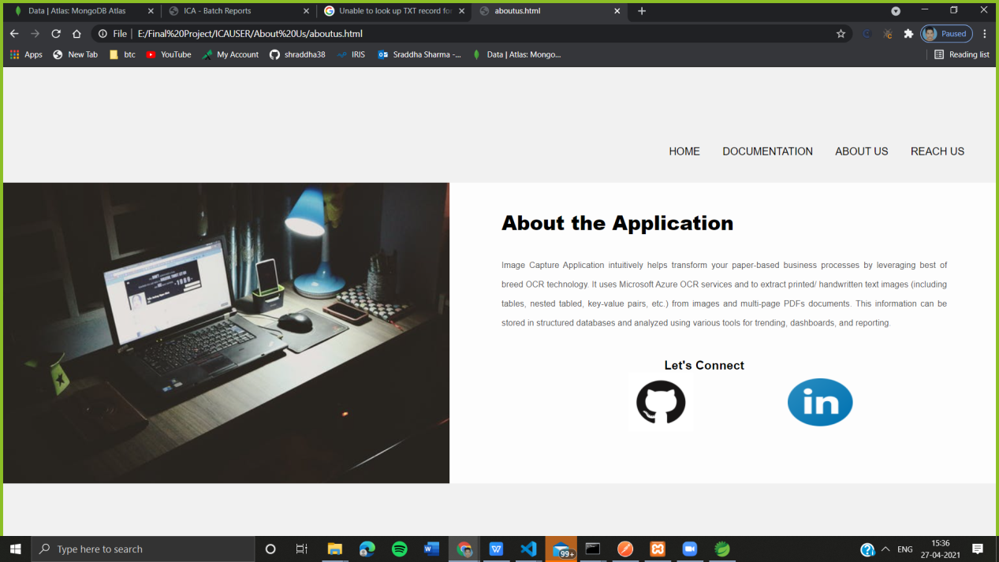 Data | Atlas: MongoDB Atlas
ICA - Batch Reports
Unable to look up TXT record for
aboutus.html
File
E:/Final%20Project/ICAUSER/About%20Us/aboutus.html
Paused
Apps
New Tab
btc
YouTube
My Account
shraddha38
IRIS
Sraddha Sharma -...
Data | Atlas: Mongo...
Reading list
HOME
DOCUMENTATION
ABOUT US
REACH US
About the Application
Image Capture Application intuitively helps transform your paper-based business processes by leveraging best of
breed OCR technology. It uses Microsoft Azure OCR services and to extract printed/ handwritten text images (including
tables, nested tabled, key-value pairs, etc.) from images and multi-page PDFs documents. This information can be
stored in structured databases and analyzed using various tools for trending, dashboards, and reporting.
Let's Connect
in
Type here to search
99+
ENG
15:36
27-04-2021